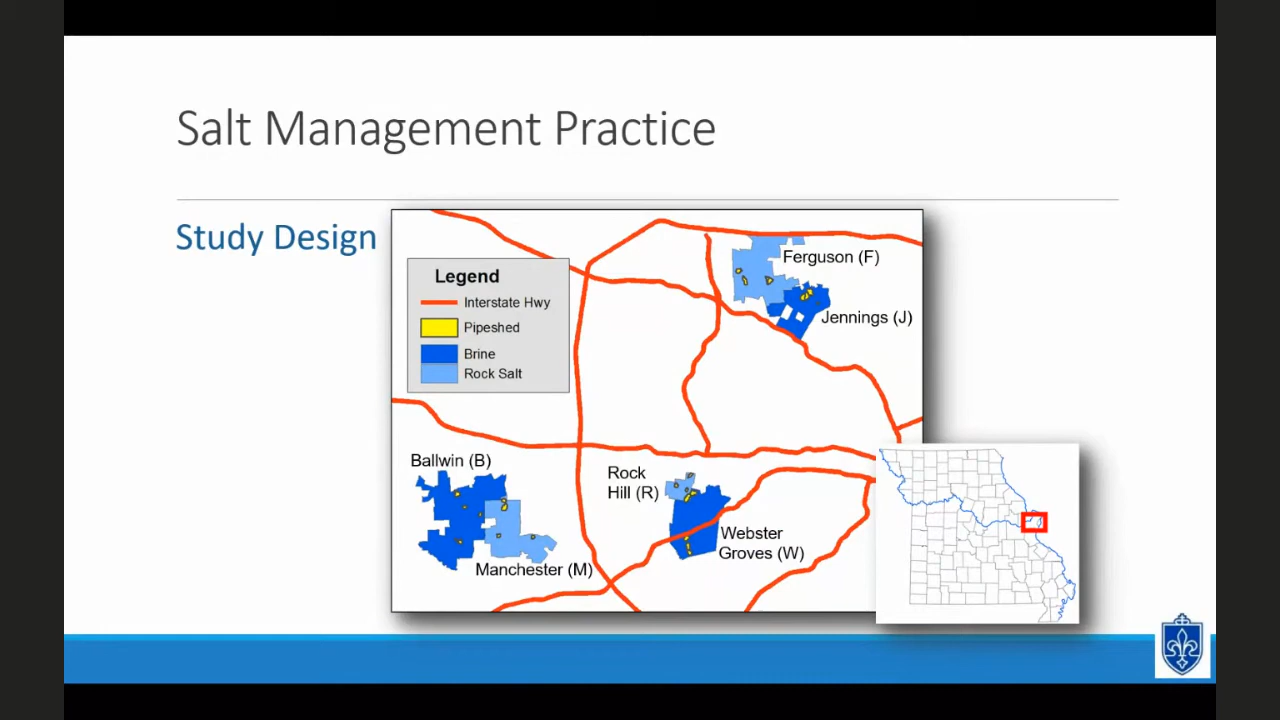 Salt Management Practice
Study Design
Legend
Interstate Hwy
Pipeshed
Brine
Rock Salt
Ferguson (F)
Jennings (J)
Ballwin (B)
Rock
Hill (R)
Webster
Groves (W)
Manchester (M)